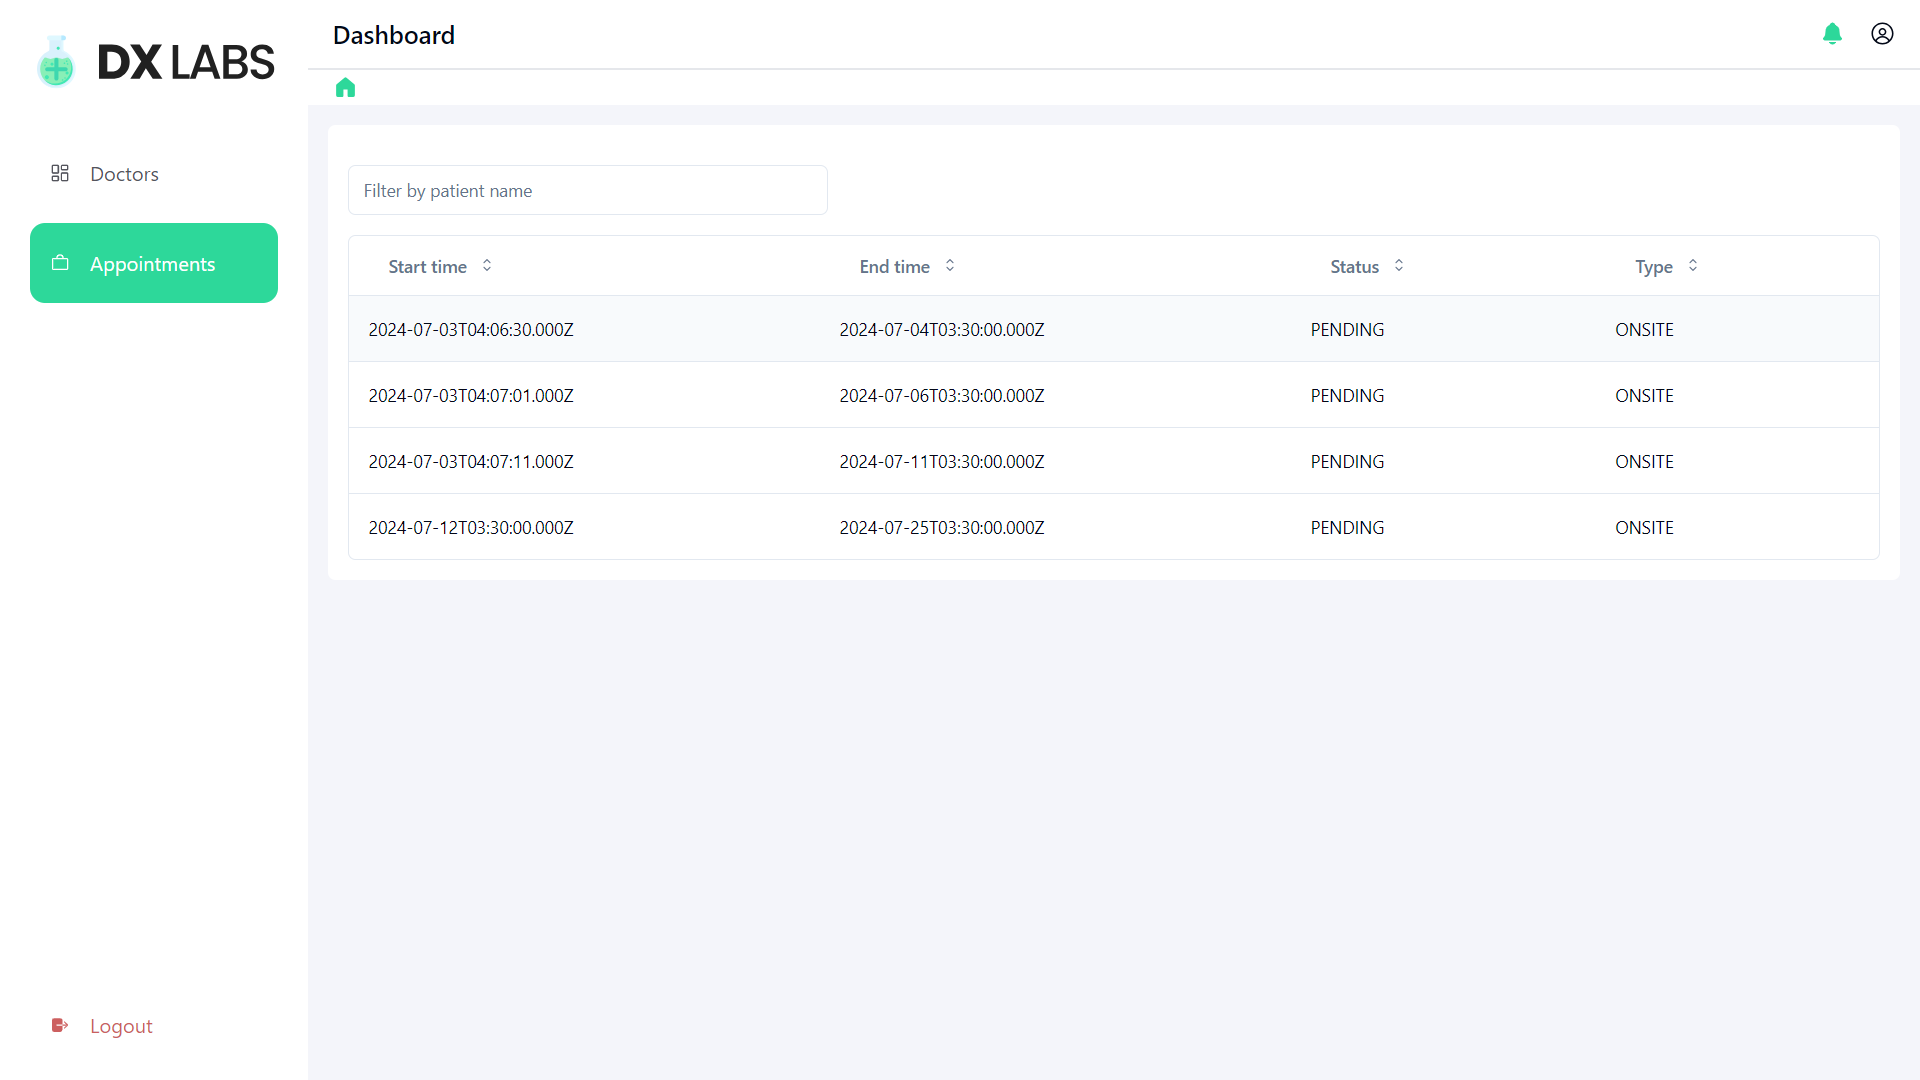 DX LABS
Dashboard
Doctors
Appointments
Logout
Filter by patient name
Start time End time Status Type
2024-07-03T04:06:30.000Z 2024-07-04T03:30:00.000Z PENDING ONSITE
2024-07-03T04:07:01.000Z 2024-07-06T03:30:00.000Z PENDING ONSITE
2024-07-03T04:07:11.000Z 2024-07-11T03:30:00.000Z PENDING ONSITE
2024-07-12T03:30:00.000Z 2024-07-25T03:30:00.000Z PENDING ONSITE